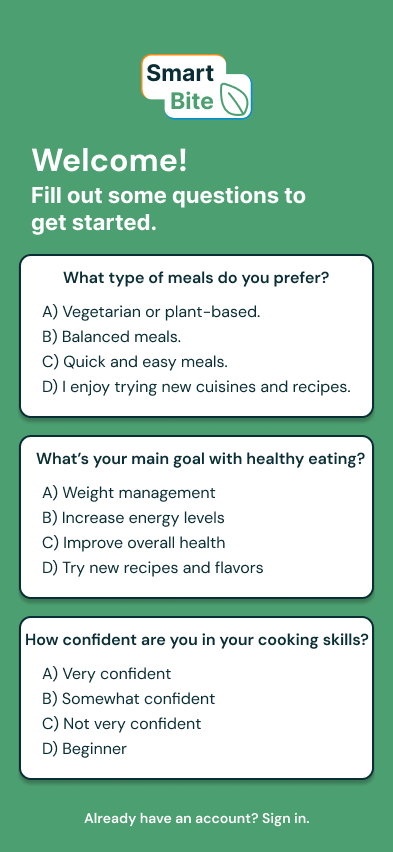 Smart
Bite
Welcome!
Fill out some questions to
get started.
What type of meals do you prefer?
A) Vegetarian or plant-based.
B) Balanced meals.
C) Quick and easy meals.
D) I enjoy trying new cuisines and recipes.
What’s your main goal with healthy eating?
A) Weight management
B) Increase energy levels
C) Improve overall health
D) Try new recipes and flavors
How confident are you in your cooking skills?
A) Very confident
B) Somewhat confident
C) Not very confident
D) Beginner
Already have an account? Sign in.